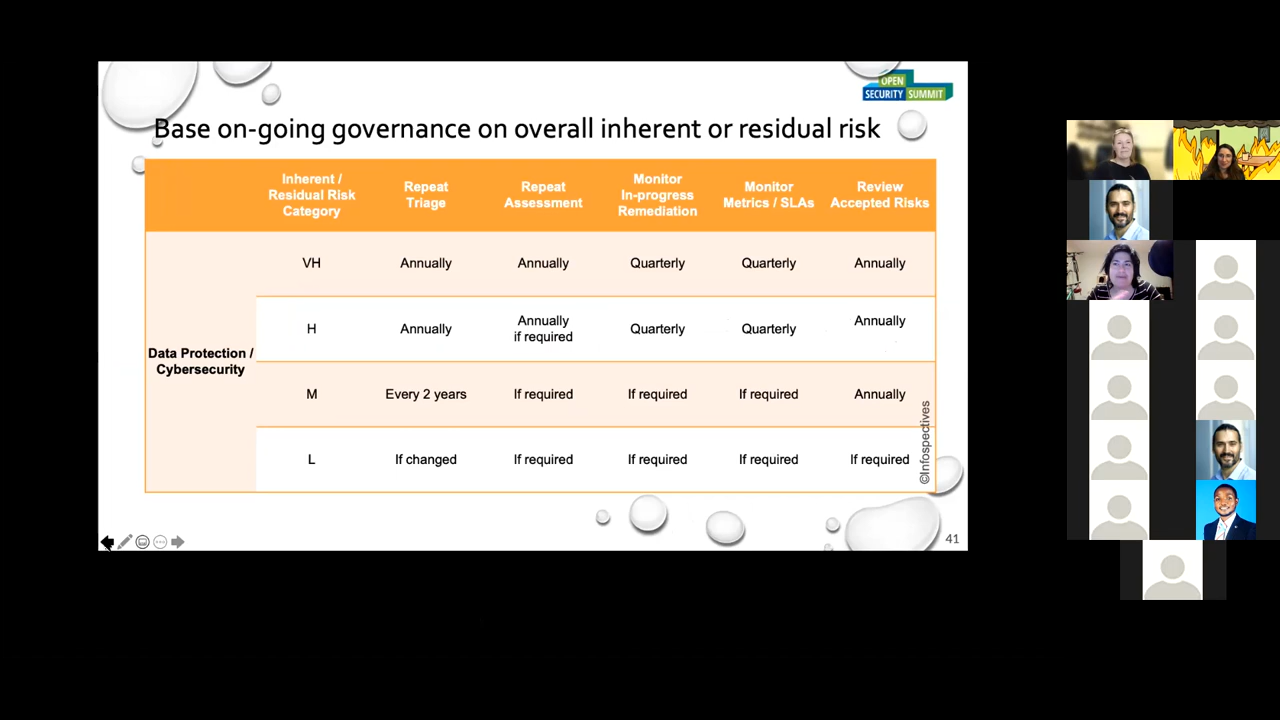 OPEN
SECURITY SUMMIT
Base on-going governance on overall inherent or residual risk
Inherent /
Residual Risk
Category
Repeat
Triage
Repeat
Assessment
Monitor
In-progress
Remediation
Monitor
Metrics / SLAs
Review
Accepted Risks
Data Protection /
Cybersecurity
VH
Annually
Annually
Quarterly
Quarterly
Annually
H
Annually
Annually
if required
Quarterly
Quarterly
Annually
M
Every 2 years
If required
If required
If required
Annually
L
If changed
If required
If required
If required
If required
©Infospectives
41